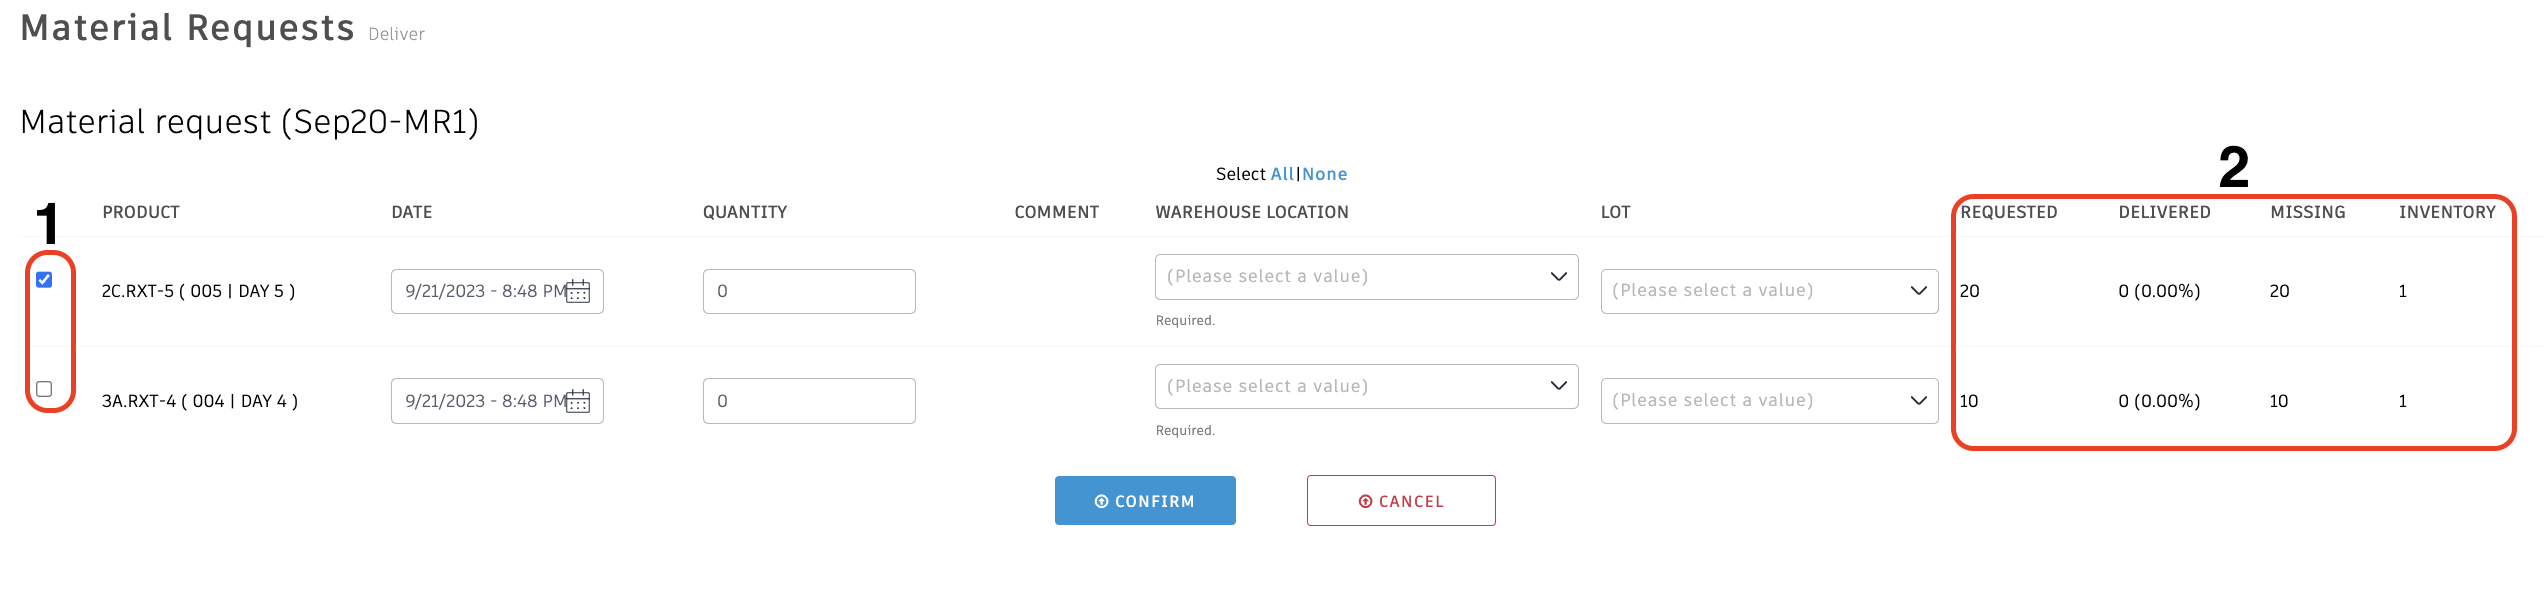 Material Requests Deliver
Material request (Sep20-MR1)
Select All|None
2
1 PRODUCT DATE QUANTITY COMMENT WAREHOUSE LOCATION LOT REQUESTED DELIVERED MISSING INVENTORY
2C.RXT-5 ( 005 | DAY 5 ) 9/21/2023 - 8:48 PM 0 (Please select a value) (Please select a value) 20 0 (0.00%) 20 1
Required.
3A.RXT-4 ( 004 | DAY 4 ) 9/21/2023 - 8:48 PM 0 (Please select a value) (Please select a value) 10 0 (0.00%) 10 1
Required.
CONFIRM CANCEL